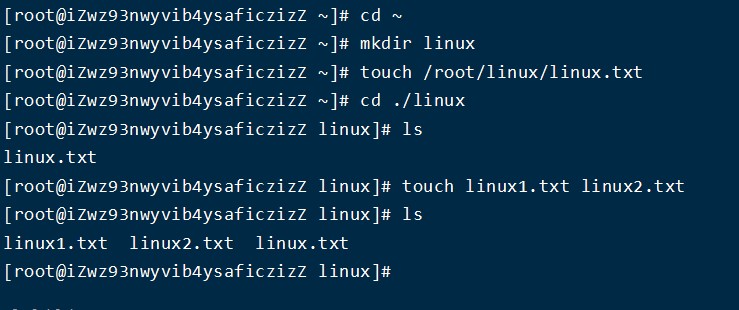 [root@iZwz93nwyvib4ysaficzizZ ~]# cd ~
[root@iZwz93nwyvib4ysaficzizZ ~]# mkdir linux
[root@iZwz93nwyvib4ysaficzizZ ~]# touch /root/linux/linux.txt
[root@iZwz93nwyvib4ysaficzizZ ~]# cd ./linux
[root@iZwz93nwyvib4ysaficzizZ linux]# ls
linux.txt
[root@iZwz93nwyvib4ysaficzizZ linux]# touch linux1.txt linux2.txt
[root@iZwz93nwyvib4ysaficzizZ linux]# ls
linux1.txt  linux2.txt  linux.txt
[root@iZwz93nwyvib4ysaficzizZ linux]#